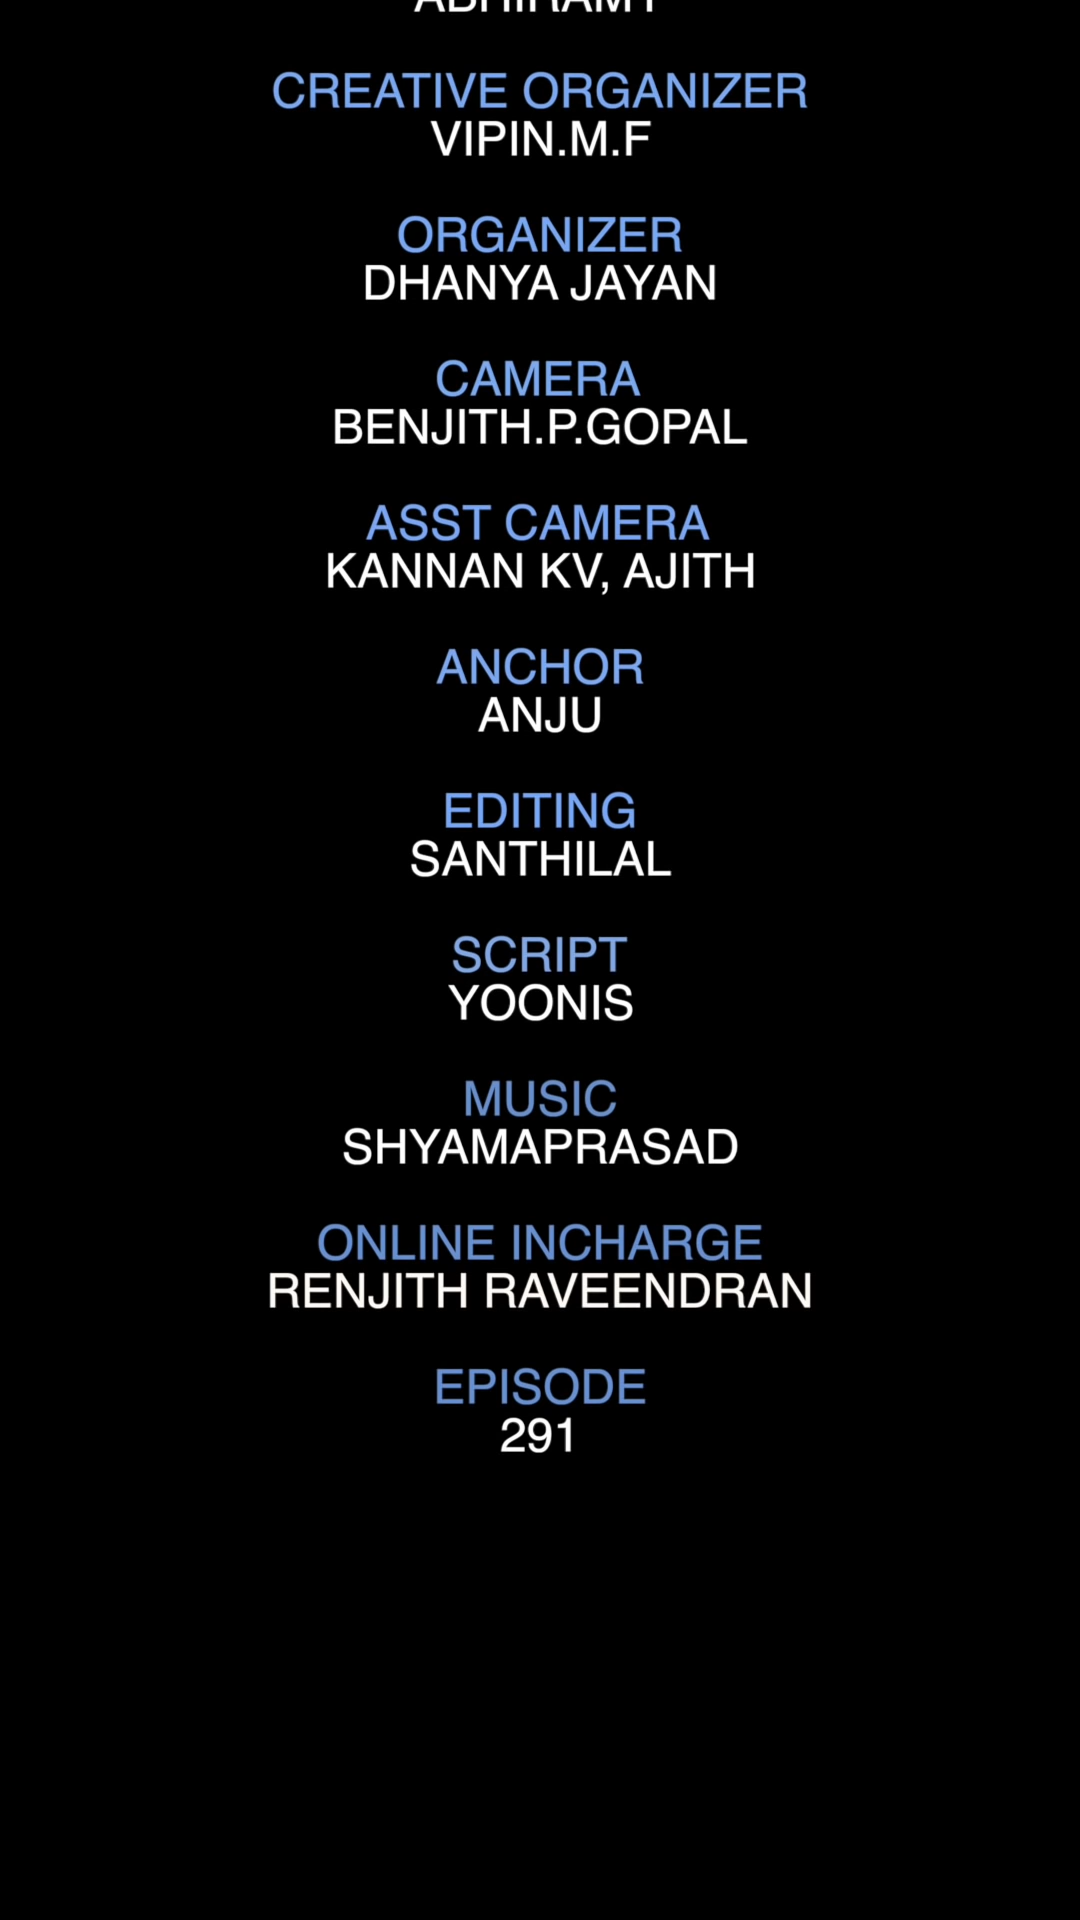 ABHIRAMY
CREATIVE ORGANIZER
VIPIN.M.F
ORGANIZER
DHANYA JAYAN
CAMERA
BENJITH.P.GOPAL
ASST CAMERA
KANNAN KV, AJITH
ANCHOR
ANJU
EDITING
SANTHILAL
SCRIPT
YOONIS
MUSIC
SHYAMAPRASAD
ONLINE INCHARGE
RENJITH RAVEENDRAN
EPISODE
291